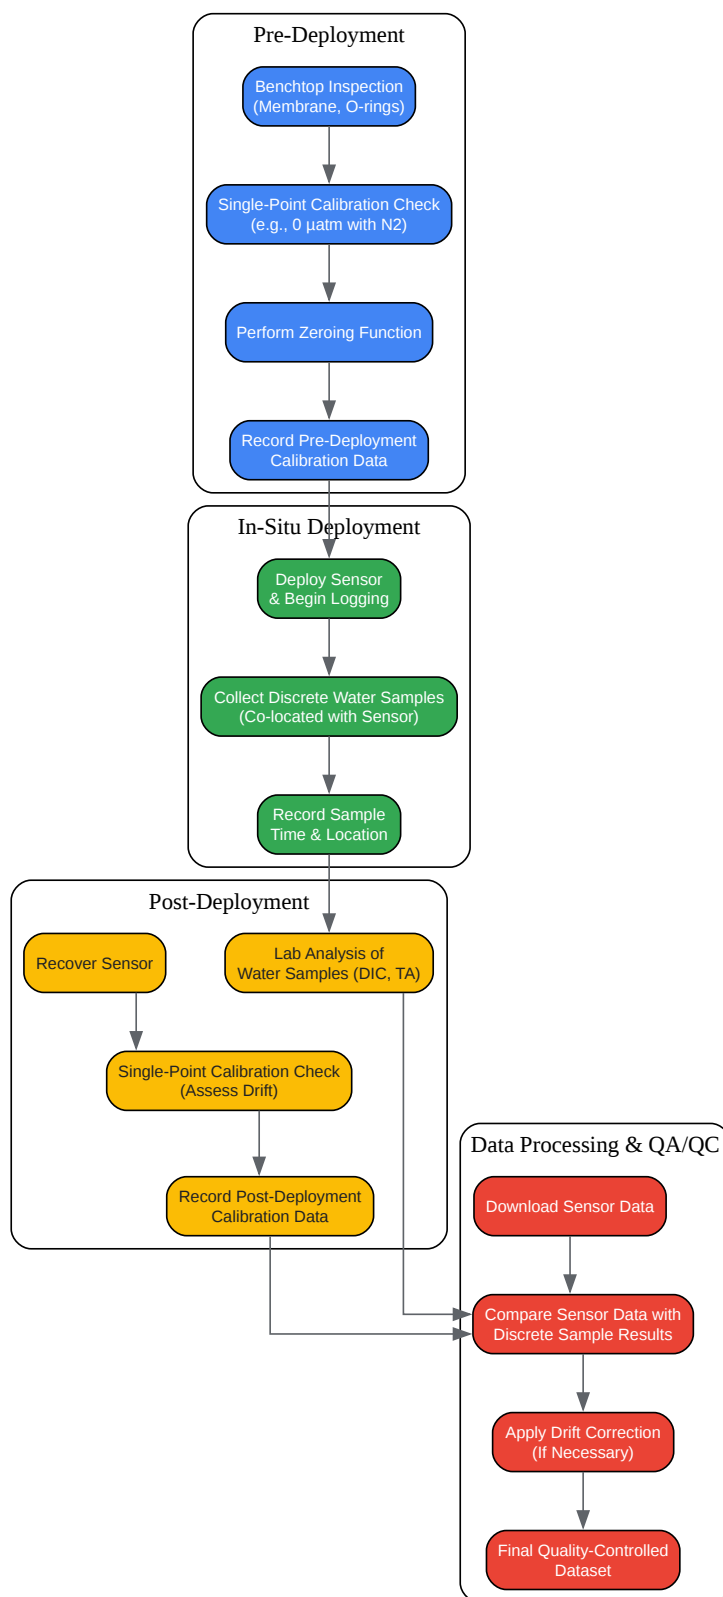 Pre-Deployment
Benchtop Inspection
(Membrane, O-rings)
Single-Point Calibration Check
(e.g., 0 µatm with N2)
Perform Zeroing Function
Record Pre-Deployment
Calibration Data
In-Situ Deployment
Deploy Sensor
& Begin Logging
Collect Discrete Water Samples
(Co-located with Sensor)
Record Sample
Time & Location
Post-Deployment
Recover Sensor
Lab Analysis of
Water Samples (DIC, TA)
Single-Point Calibration Check
(Assess Drift)
Record Post-Deployment
Calibration Data
Data Processing & QA/QC
Download Sensor Data
Compare Sensor Data with
Discrete Sample Results
Apply Drift Correction
(If Necessary)
Final Quality-Controlled
Dataset